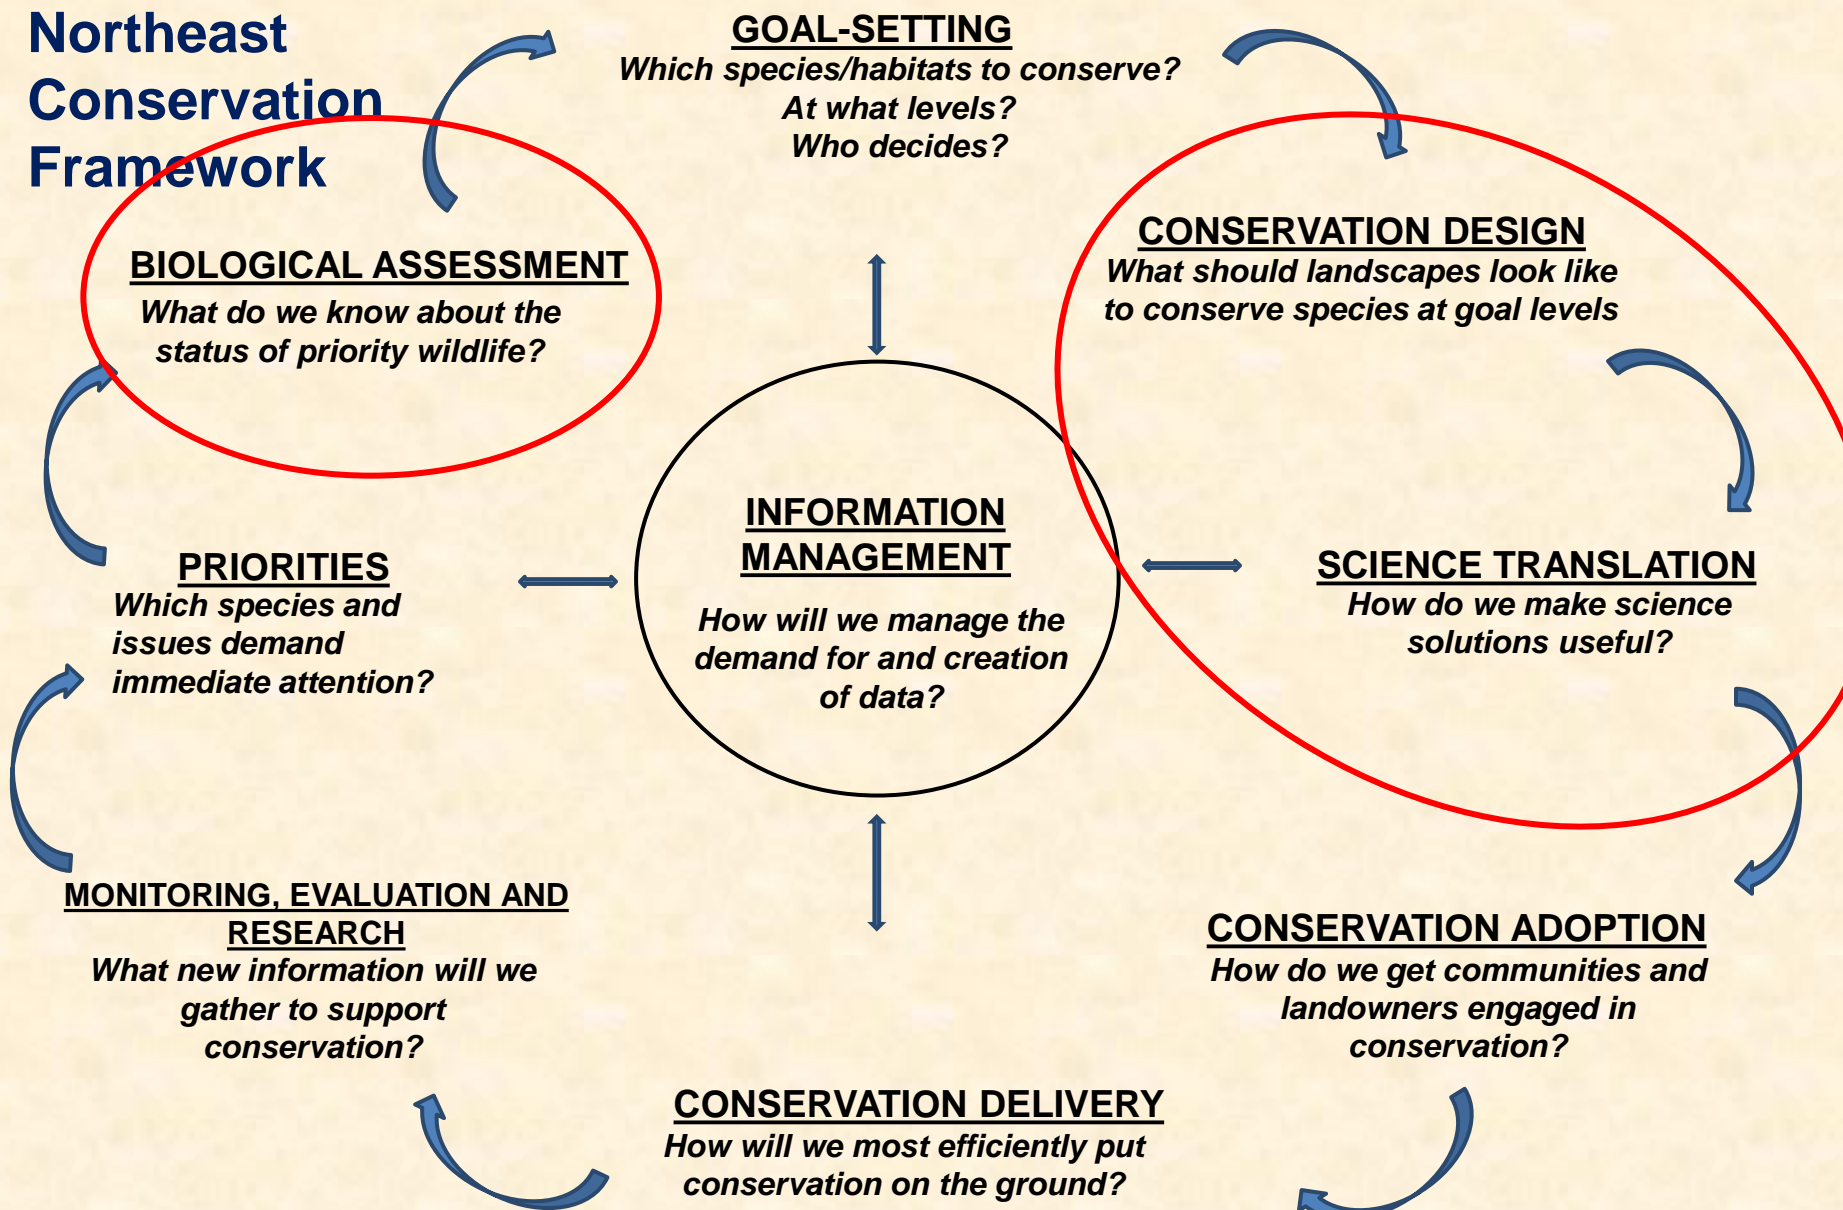 Northeast
Conservation
Framework
GOAL-SETTING
Which species/habitats to conserve?
At what levels?
Who decides?
BIOLOGICAL ASSESSMENT
What do we know about the
status of priority wildlife?
CONSERVATION DESIGN
What should landscapes look like
to conserve species at goal levels
INFORMATION
MANAGEMENT
How will we manage the
demand for and creation
of data?
PRIORITIES
Which species and
issues demand
immediate attention?
SCIENCE TRANSLATION
How do we make science
solutions useful?
MONITORING, EVALUATION AND
RESEARCH
What new information will we
gather to support
conservation?
CONSERVATION ADOPTION
How do we get communities and
landowners engaged in
conservation?
CONSERVATION DELIVERY
How will we most efficiently put
conservation on the ground?